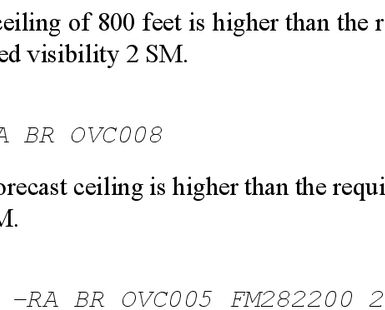 ceiling of 800 feet is higher than the r
ed visibility 2 SM.
A BR OVC008
orecast ceiling is higher than the requi
M.
-RA BR OVC005 FM282200 2